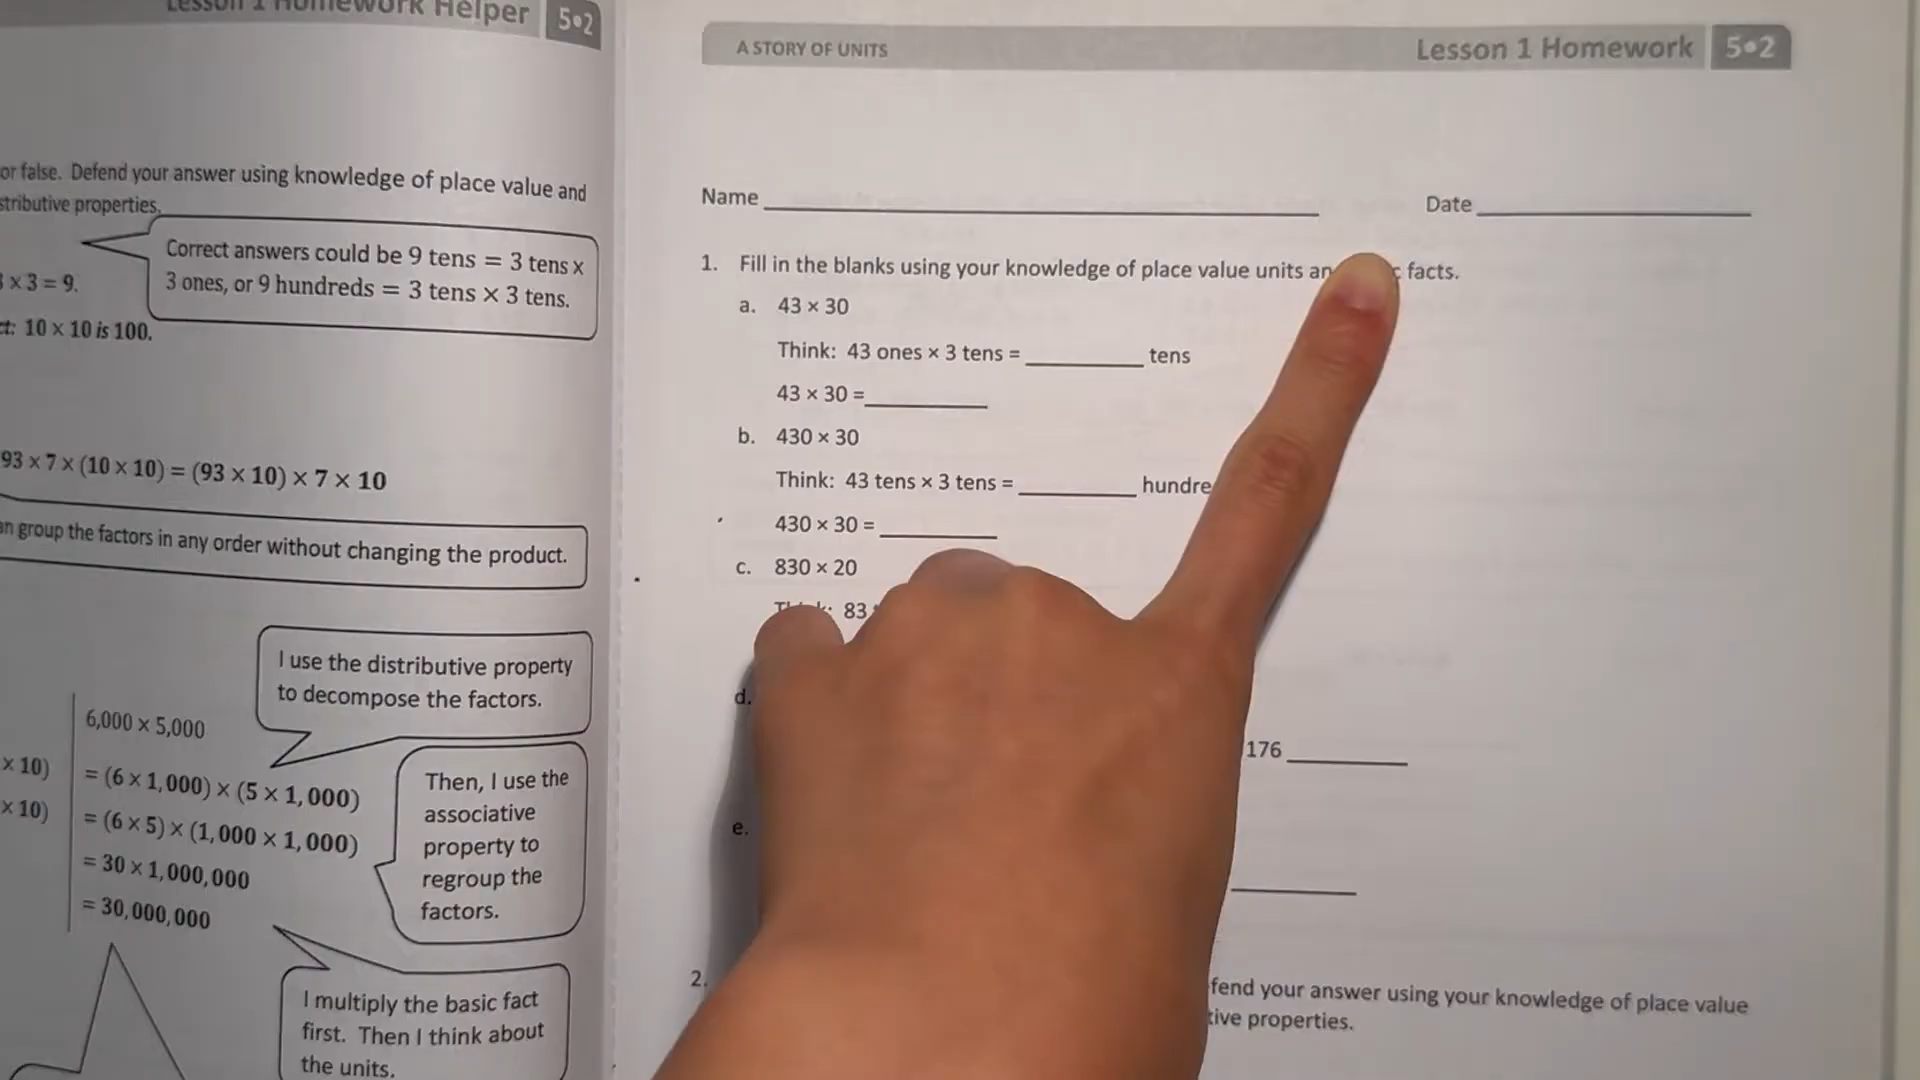 Lesson 1 Homework Helper 5•2
or false. Defend your answer using knowledge of place value and
stributive properties.
Correct answers could be 9 tens = 3 tens ×
3 ones, or 9 hundreds = 3 tens × 3 tens.
× 3 = 9.
ct: 10 × 10 is 100.
93 × 7 × (10 × 10) = (93 × 10) × 7 × 10
an group the factors in any order without changing the product.
I use the distributive property
to decompose the factors.
6,000 × 5,000
× 10)
= (6 × 1,000) × (5 × 1,000)
× 10)
= (6 × 5) × (1,000 × 1,000)
= 30 × 1,000,000
= 30,000,000
Then, I use the
associative
property to
regroup the
factors.
I multiply the basic fact
first. Then I think about
the units.
A STORY OF UNITS
Lesson 1 Homework 5•2
Name
Date
1. Fill in the blanks using your knowledge of place value units an c facts.
a. 43 × 30
Think: 43 ones × 3 tens = ________ tens
43 × 30 = ________
b. 430 × 30
Think: 43 tens × 3 tens = ________ hundre
430 × 30 = ________
c. 830 × 20
83
d.
176 ________
e.
2.
fend your answer using your knowledge of place value
tive properties.